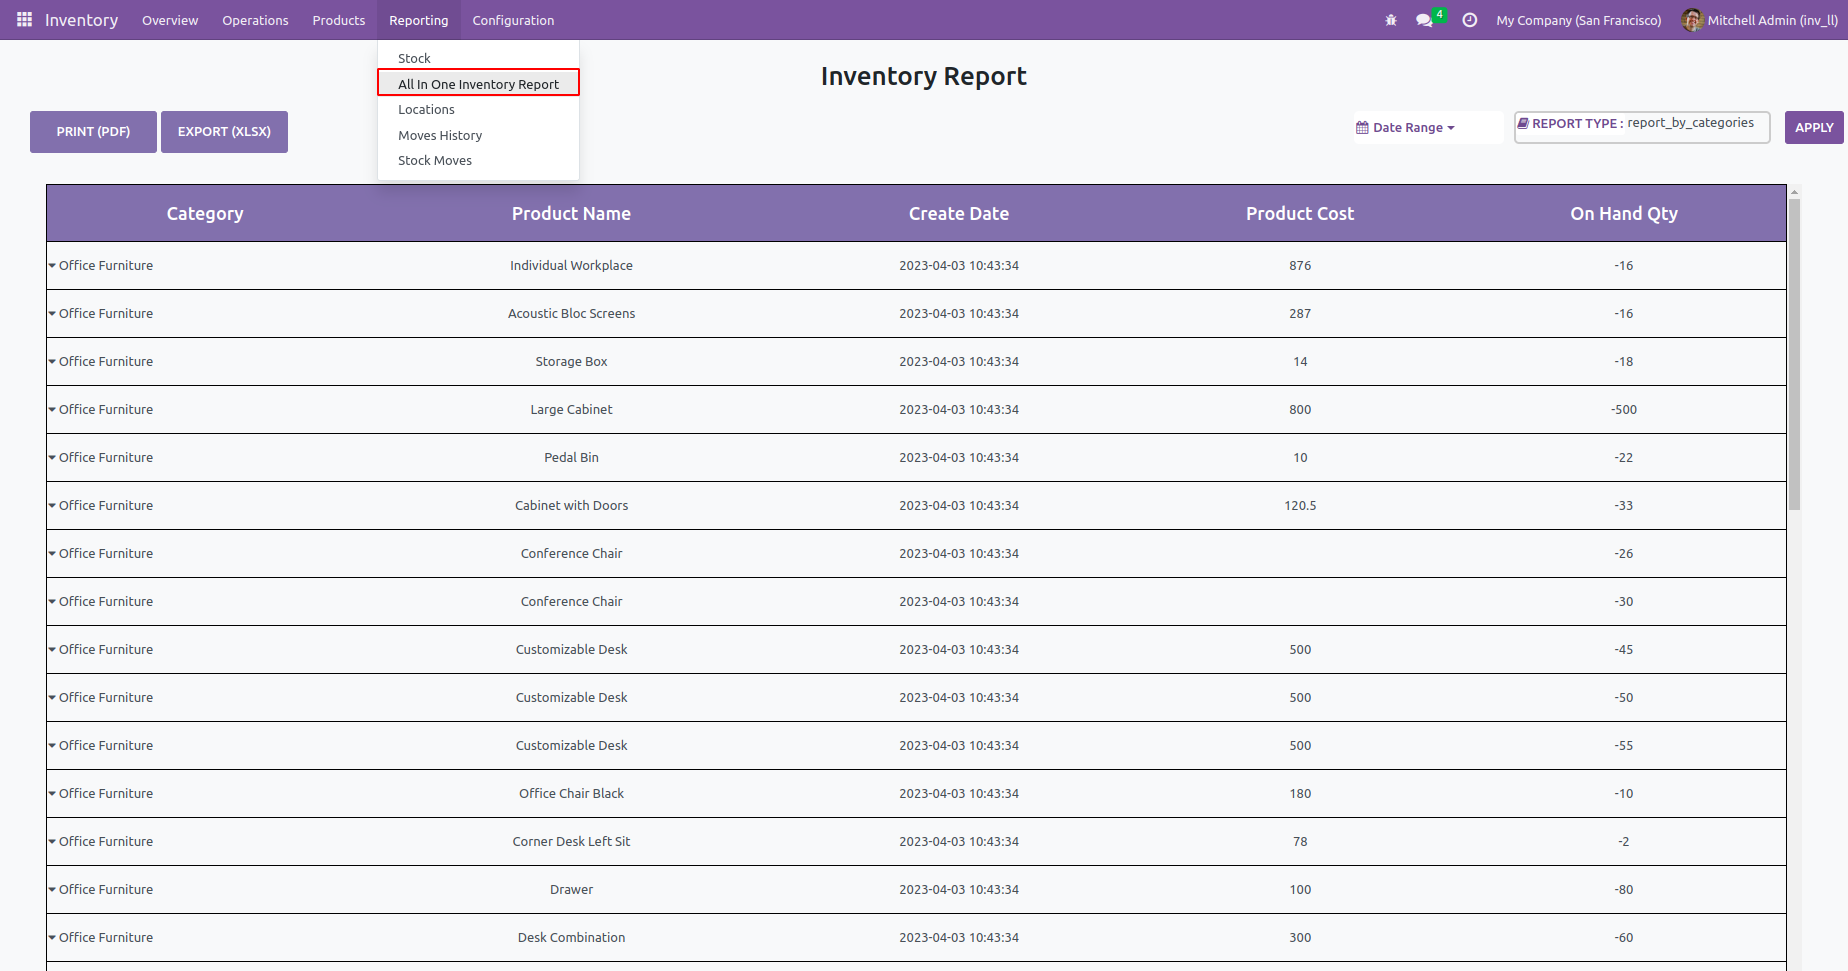 Inventory Overview Operations Products Reporting Configuration 4 My Company (San Francisco) Mitchell Admin (inv_ll)
Stock
All In One Inventory Report
Locations
Moves History
Stock Moves
Inventory Report
PRINT (PDF) EXPORT (XLSX) Date Range REPORT TYPE : report_by_categories APPLY
Category Product Name Create Date Product Cost On Hand Qty
Office Furniture Individual Workplace 2023-04-03 10:43:34 876 -16
Office Furniture Acoustic Bloc Screens 2023-04-03 10:43:34 287 -16
Office Furniture Storage Box 2023-04-03 10:43:34 14 -18
Office Furniture Large Cabinet 2023-04-03 10:43:34 800 -500
Office Furniture Pedal Bin 2023-04-03 10:43:34 10 -22
Office Furniture Cabinet with Doors 2023-04-03 10:43:34 120.5 -33
Office Furniture Conference Chair 2023-04-03 10:43:34 -26
Office Furniture Conference Chair 2023-04-03 10:43:34 -30
Office Furniture Customizable Desk 2023-04-03 10:43:34 500 -45
Office Furniture Customizable Desk 2023-04-03 10:43:34 500 -50
Office Furniture Customizable Desk 2023-04-03 10:43:34 500 -55
Office Furniture Office Chair Black 2023-04-03 10:43:34 180 -10
Office Furniture Corner Desk Left Sit 2023-04-03 10:43:34 78 -2
Office Furniture Drawer 2023-04-03 10:43:34 100 -80
Office Furniture Desk Combination 2023-04-03 10:43:34 300 -60